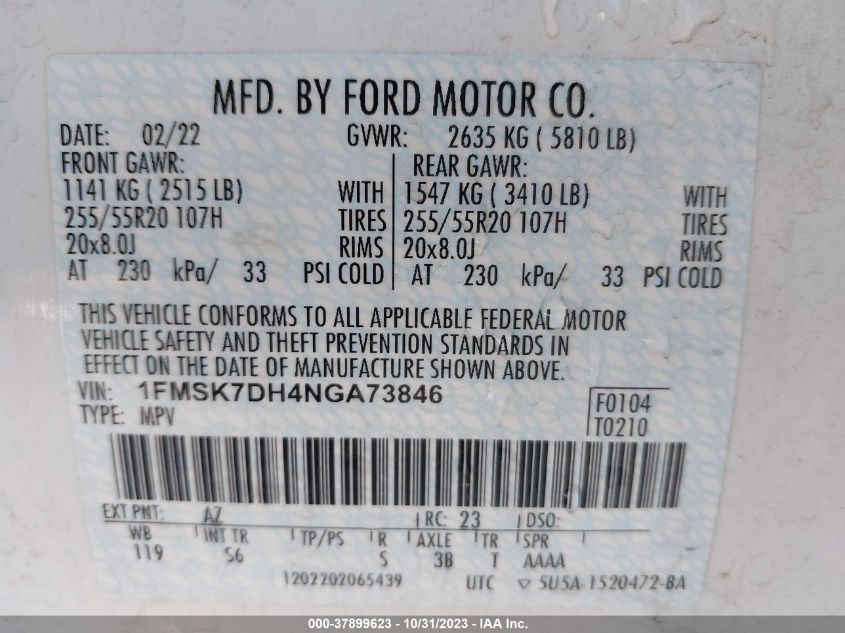 MFD. BY FORD MOTOR CO.
DATE: 02/22 GVWR: 2635 KG ( 5810 LB)
FRONT GAWR: REAR GAWR:
1141 KG ( 2515 LB) WITH 1547 KG ( 3410 LB) WITH
255/55R20 107H TIRES 255/55R20 107H TIRES
20x8.0J RIMS 20x8.0J RIMS
AT 230 kPa/ 33 PSI COLD AT 230 kPa/ 33 PSI COLD
THIS VEHICLE CONFORMS TO ALL APPLICABLE FEDERAL MOTOR
VEHICLE SAFETY AND THEFT PREVENTION STANDARDS IN
EFFECT ON THE DATE OF MANUFACTURE SHOWN ABOVE.
VIN: 1FMSK7DH4NGA73846 F0104
TYPE: MPV T0210
EXT PNT: AZ RC: 23 DSO:
WB INT TR TP/PS R AXLE TR SPR
119 S6 S 3B T AAAA
1202202065439 UTC ▽ 5U5A-1520472-BA
000-37899623 - 10/31/2023 - IAA Inc.